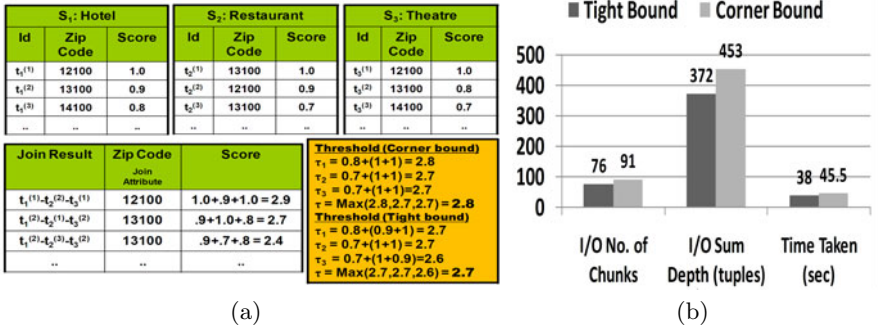 S1: Hotel
Id Zip Code Score
t1(1) 12100 1.0
t1(2) 13100 0.9
t1(3) 14100 0.8
.. .. ..
S2: Restaurant
Id Zip Code Score
t2(1) 13100 1.0
t2(2) 12100 0.9
t2(3) 13100 0.7
.. .. ..
S3: Theatre
Id Zip Code Score
t3(1) 12100 1.0
t3(2) 13100 0.8
t3(3) 14100 0.7
.. .. ..
Join Result Zip Code Score
Join Attribute
t1(1)-t2(2)-t3(1) 12100 1.0+.9+1.0 = 2.9
t1(2)-t2(1)-t3(2) 13100 .9+1.0+.8 = 2.7
t1(2)-t2(3)-t3(2) 13100 .9+.7+.8 = 2.4
.. .. ..
Threshold (Corner bound)
τ1 = 0.8+(1+1) = 2.8
τ2 = 0.7+(1+1)= 2.7
τ3 = 0.7+(1+1)=2.7
τ = Max(2.8,2.7,2.7) = 2.8
Threshold (Tight bound)
τ1 = 0.8+(0.9+1) = 2.7
τ2 = 0.7+(1+1) = 2.7
τ3 = 0.7+(1+0.9)=2.6
τ = Max(2.7,2.7,2.6) = 2.7
(a)
Tight Bound Corner Bound
500
400
300
200
100
0
76 91
372 453
38 45.5
I/O No. of Chunks
I/O Sum Depth (tuples)
Time Taken (sec)
(b)